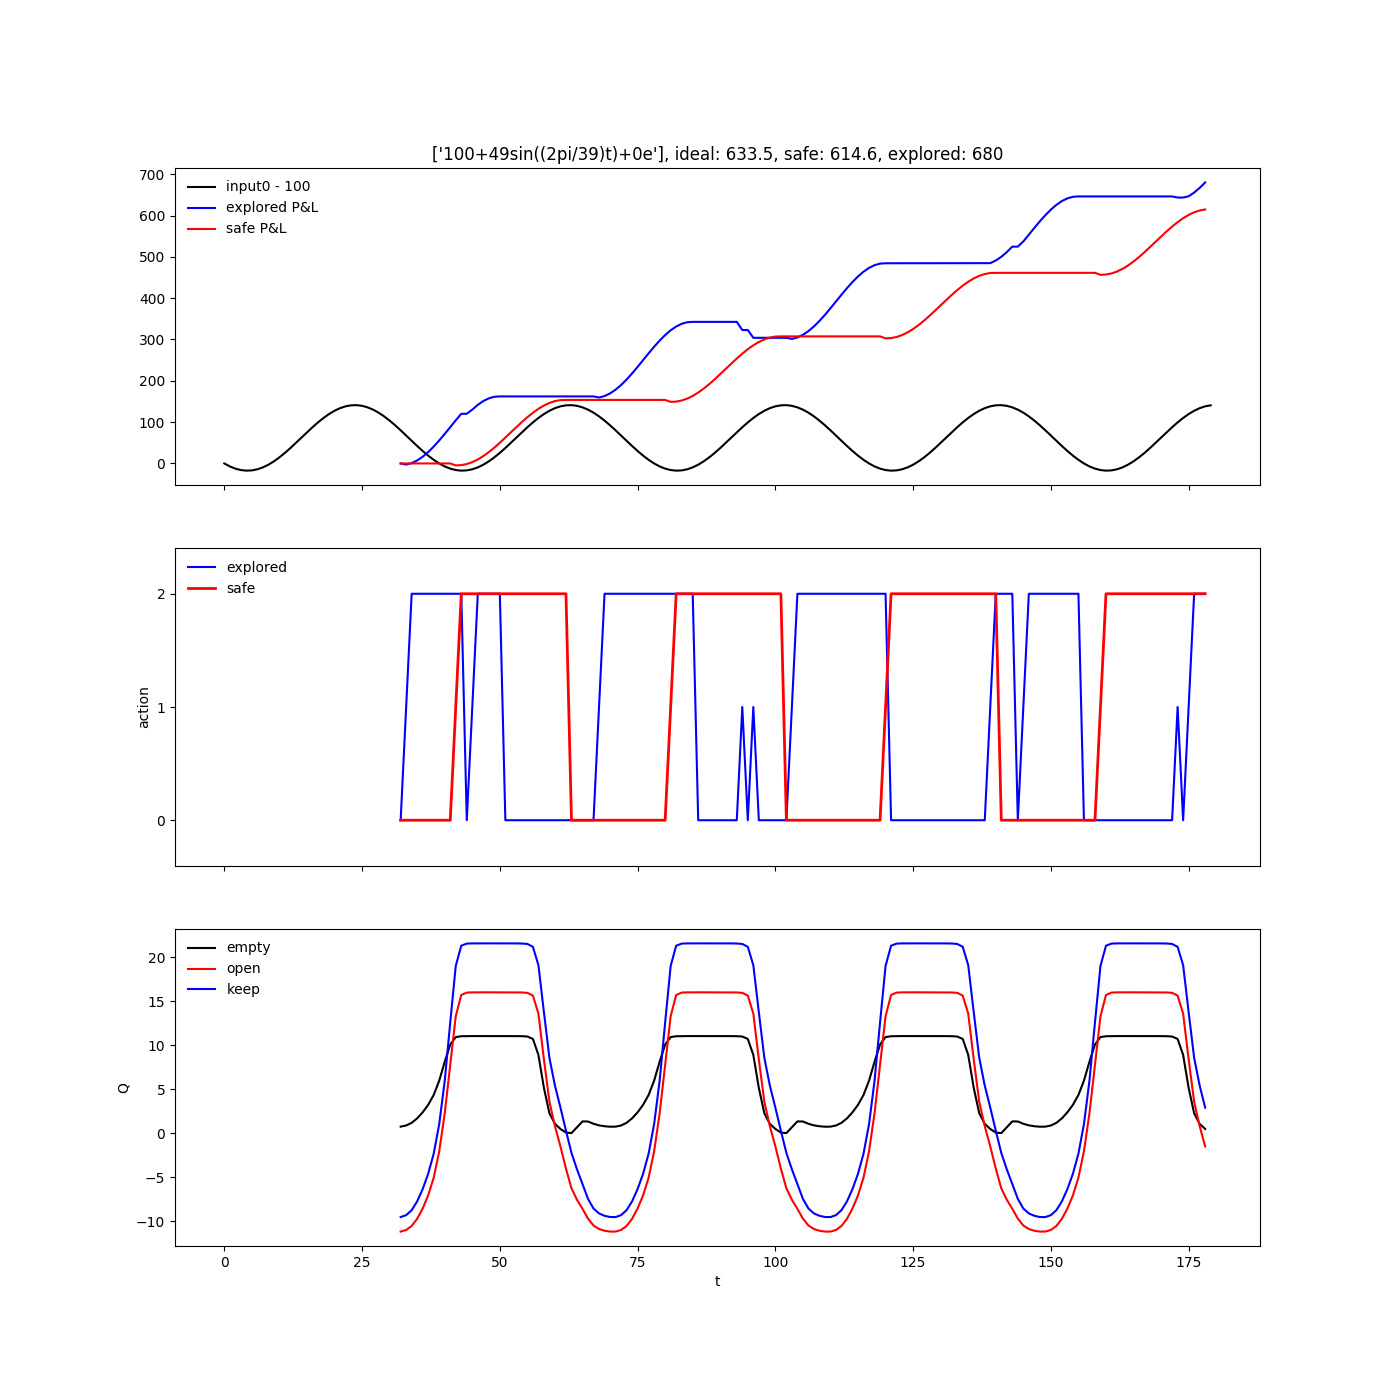 ['100+49sin((2pi/39)t)+0e'], ideal: 633.5, safe: 614.6, explored: 680
700
600
500
400
300
200
100
0
input0 - 100
explored P&L
safe P&L
action
2
1
0
explored
safe
Q
20
15
10
5
0
−5
−10
empty
open
keep
0
25
50
75
100
125
150
175
t